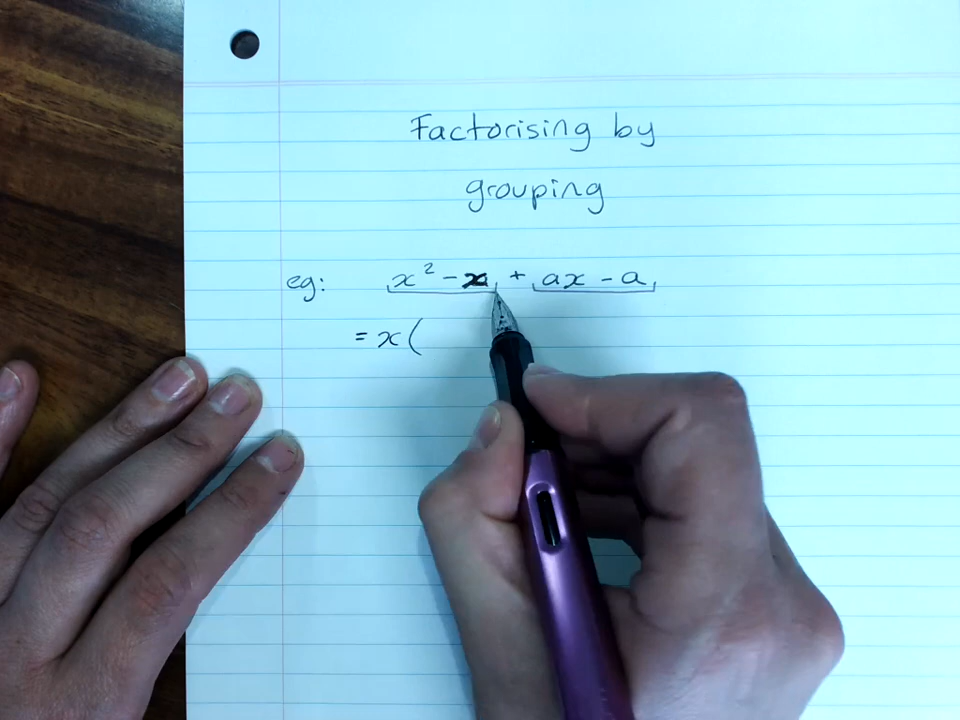 Factorising by
grouping
eg: x² - x + ax - a
= x(